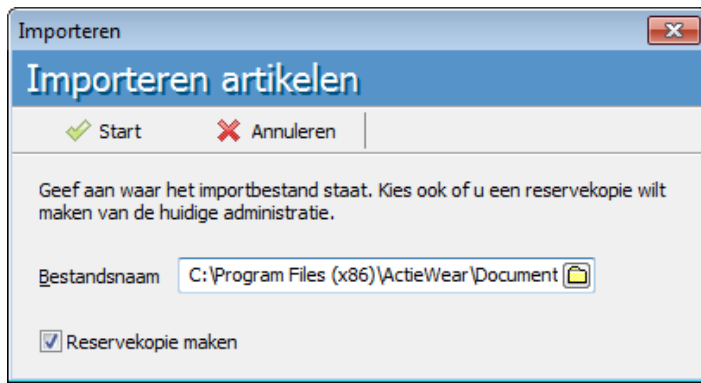 Importeren
Importeren artikelen
Start Annuleren
Geef aan waar het importbestand staat. Kies ook of u een reservekopie wilt
maken van de huidige administratie.
Bestandsnaam C:\Program Files (x86)\ActieWear\Document
Reservekopie maken